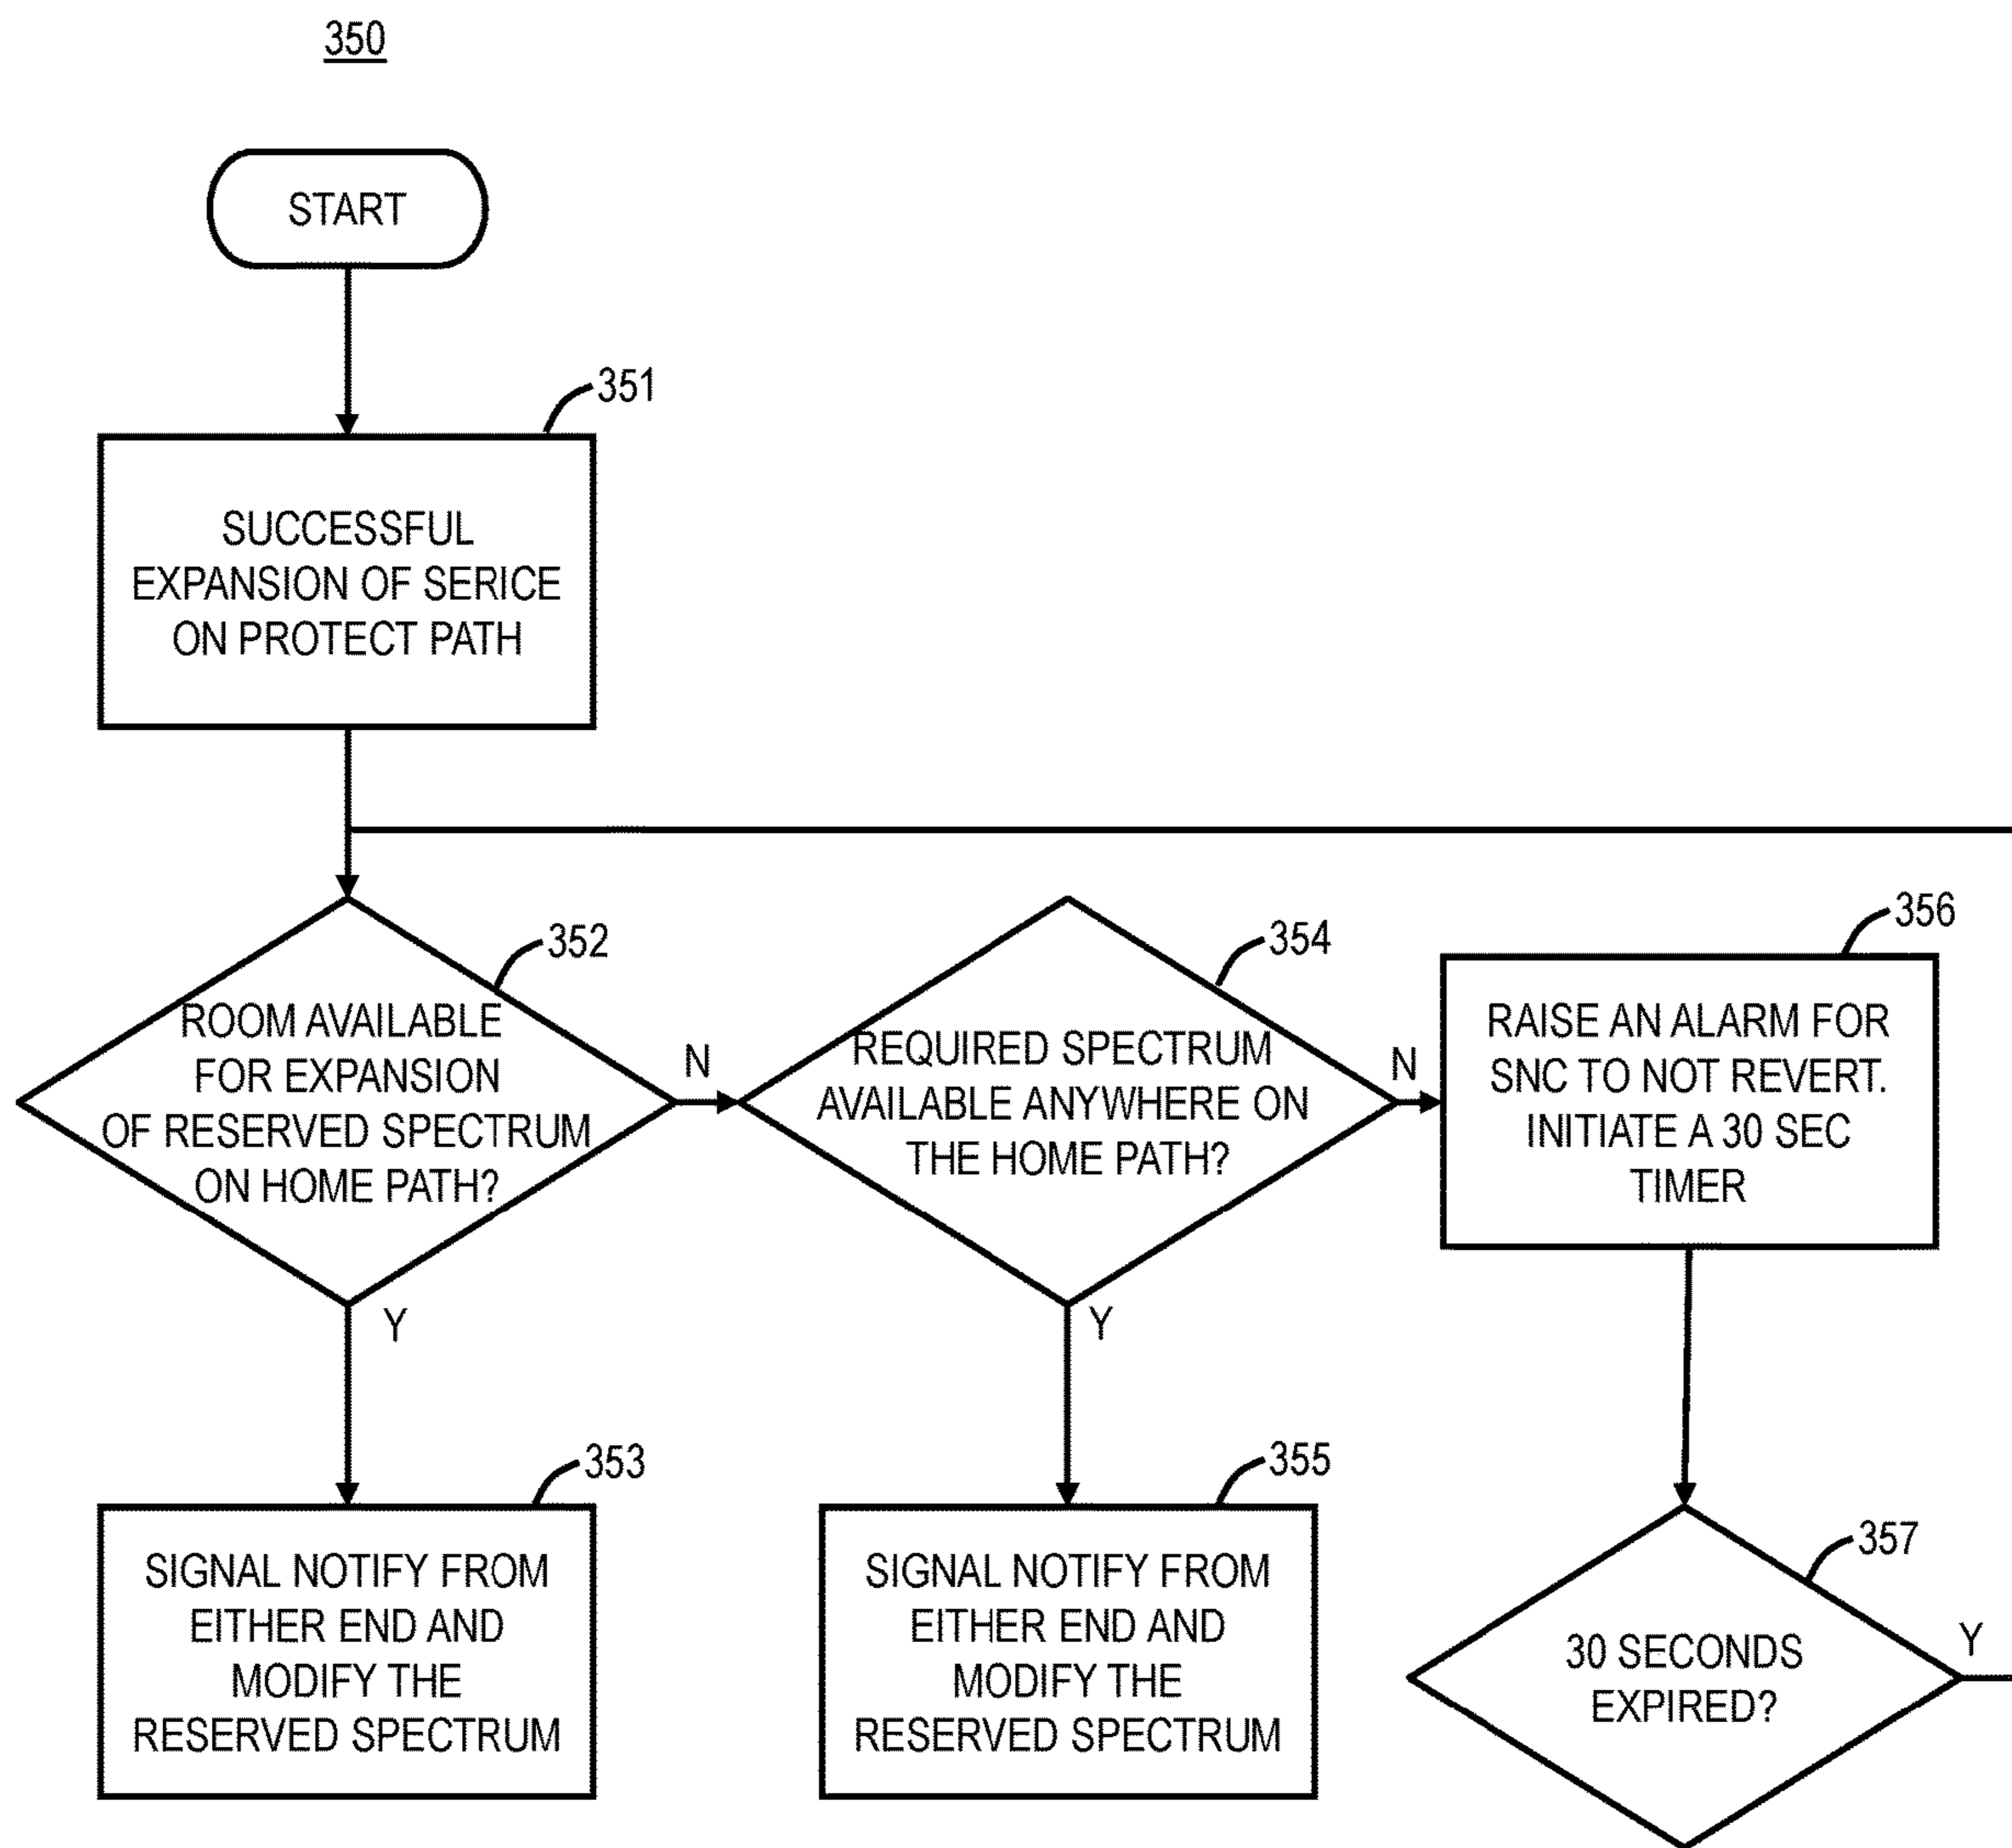 350
START
351
SUCCESSFUL
EXPANSION OF SERICE
ON PROTECT PATH
352
ROOM AVAILABLE
FOR EXPANSION
OF RESERVED SPECTRUM
ON HOME PATH?
N
Y
354
REQUIRED SPECTRUM
AVAILABLE ANYWHERE ON
THE HOME PATH?
N
Y
356
RAISE AN ALARM FOR
SNC TO NOT REVERT.
INITIATE A 30 SEC
TIMER
353
SIGNAL NOTIFY FROM
EITHER END AND
MODIFY THE
RESERVED SPECTRUM
355
SIGNAL NOTIFY FROM
EITHER END AND
MODIFY THE
RESERVED SPECTRUM
357
30 SECONDS
EXPIRED?
Y